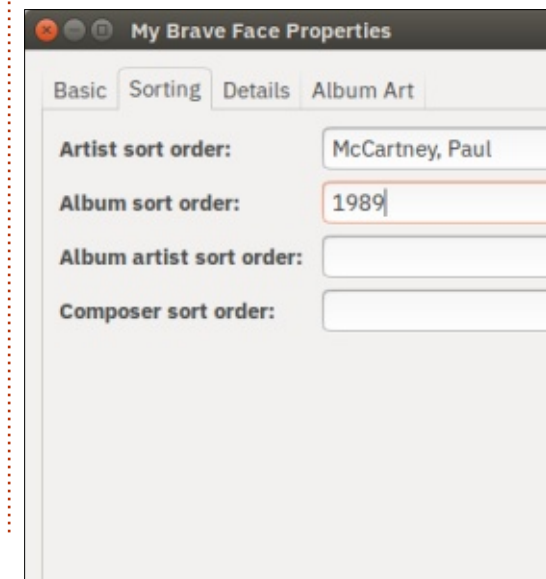 My Brave Face Properties
Basic Sorting Details Album Art
Artist sort order: McCartney, Paul
Album sort order: 1989
Album artist sort order:
Composer sort order: